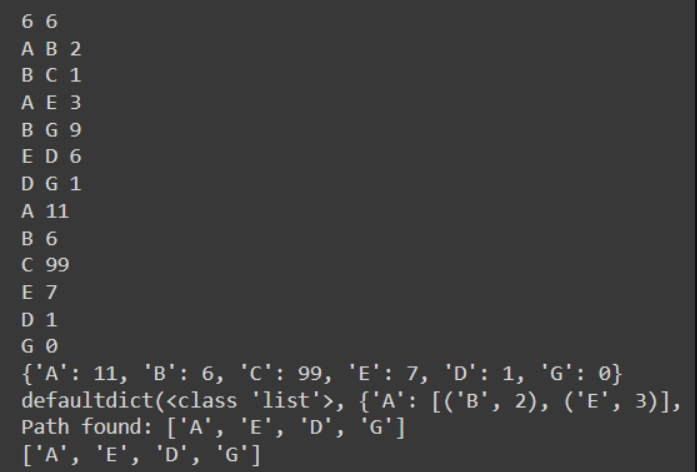 6 6
A B 2
B C 1
A E 3
B G 9
E D 6
D G 1
A 11
B 6
C 99
E 7
D 1
G 0
{'A': 11, 'B': 6, 'C': 99, 'E': 7, 'D': 1, 'G': 0}
defaultdict(<class 'list'>, {'A': [('B', 2), ('E', 3)],
Path found: ['A', 'E', 'D', 'G']
['A', 'E', 'D', 'G']